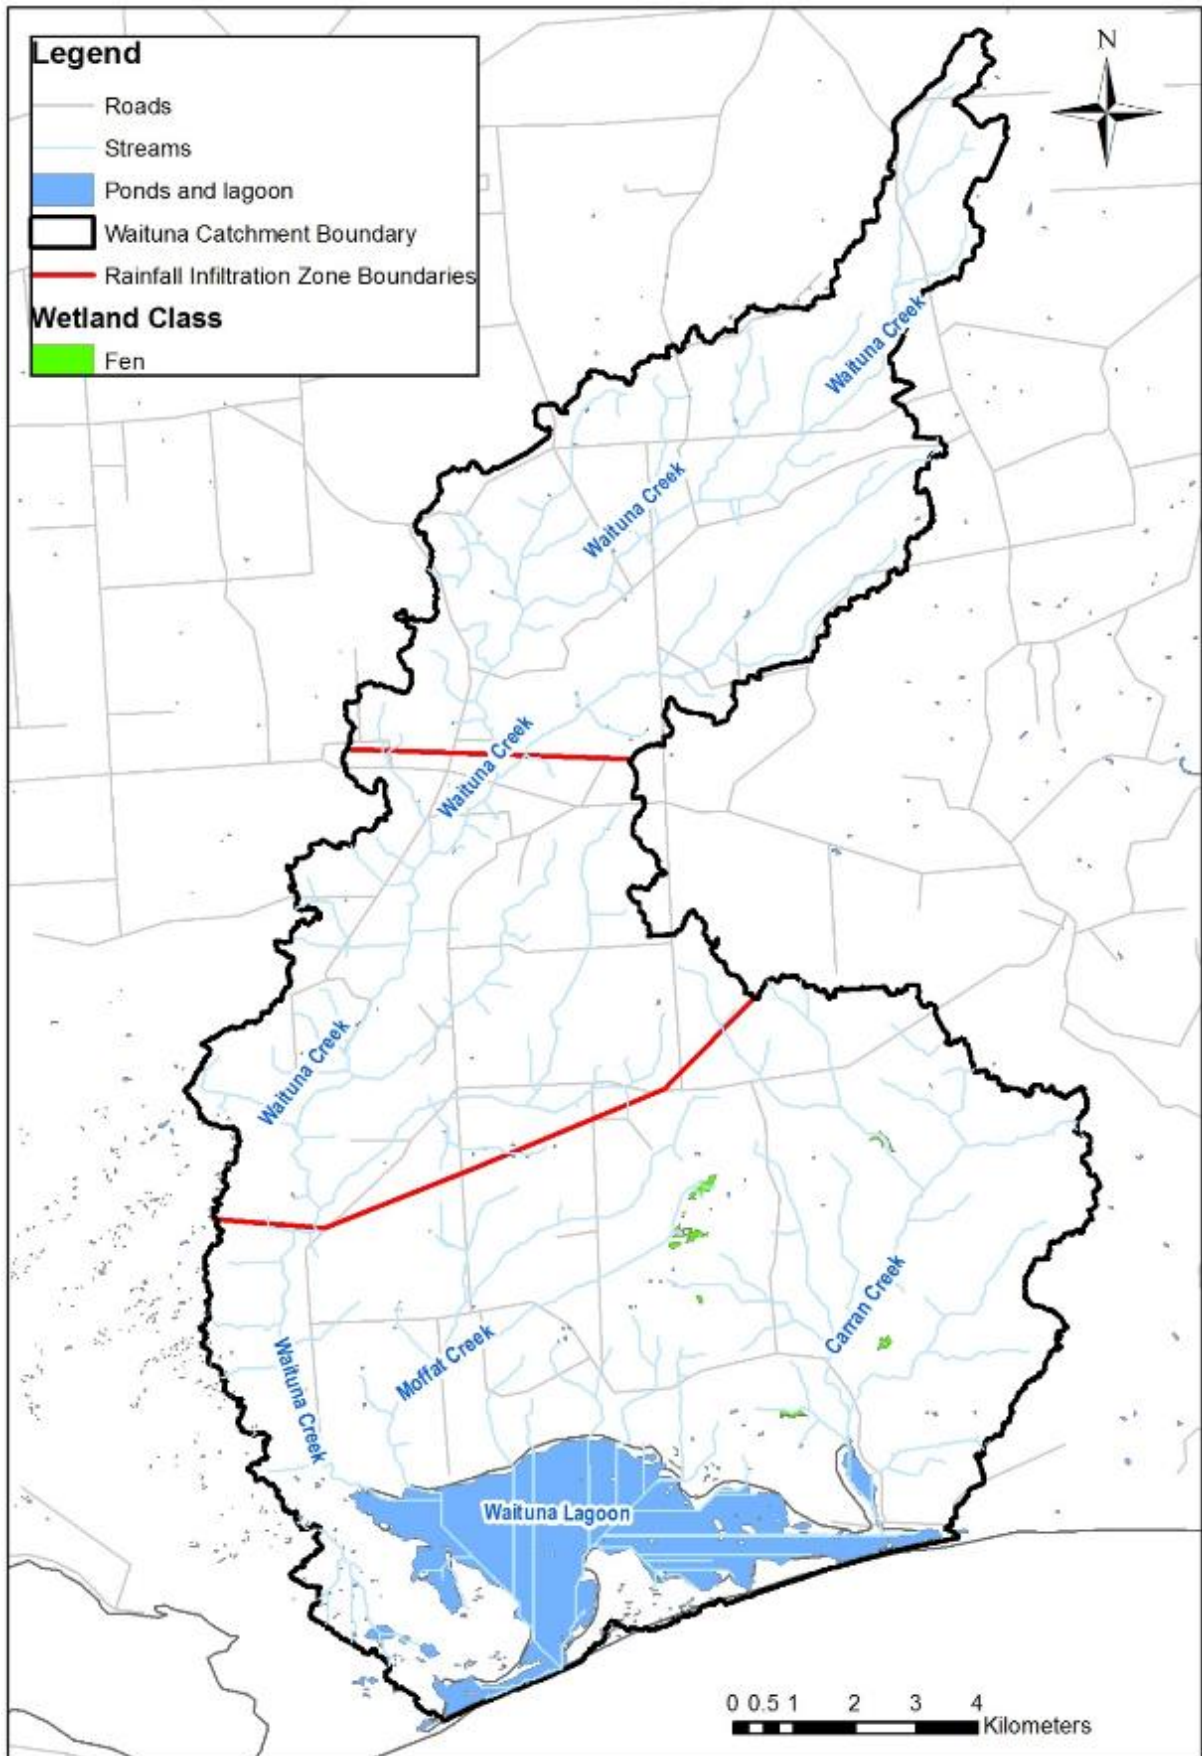 Legend
N
Roads
Streams
Ponds and lagoon
Waituna Catchment Boundary
Rainfall Infiltration Zone Boundaries
Wetland Class
Fen
Waituna Creek
Waituna Creek
Waituna Creek
Waituna Creek
Carran Creek
Moffat Creek
Waituna Creek
Waituna Lagoon
0 0.5 1 2 3 4
Kilometers